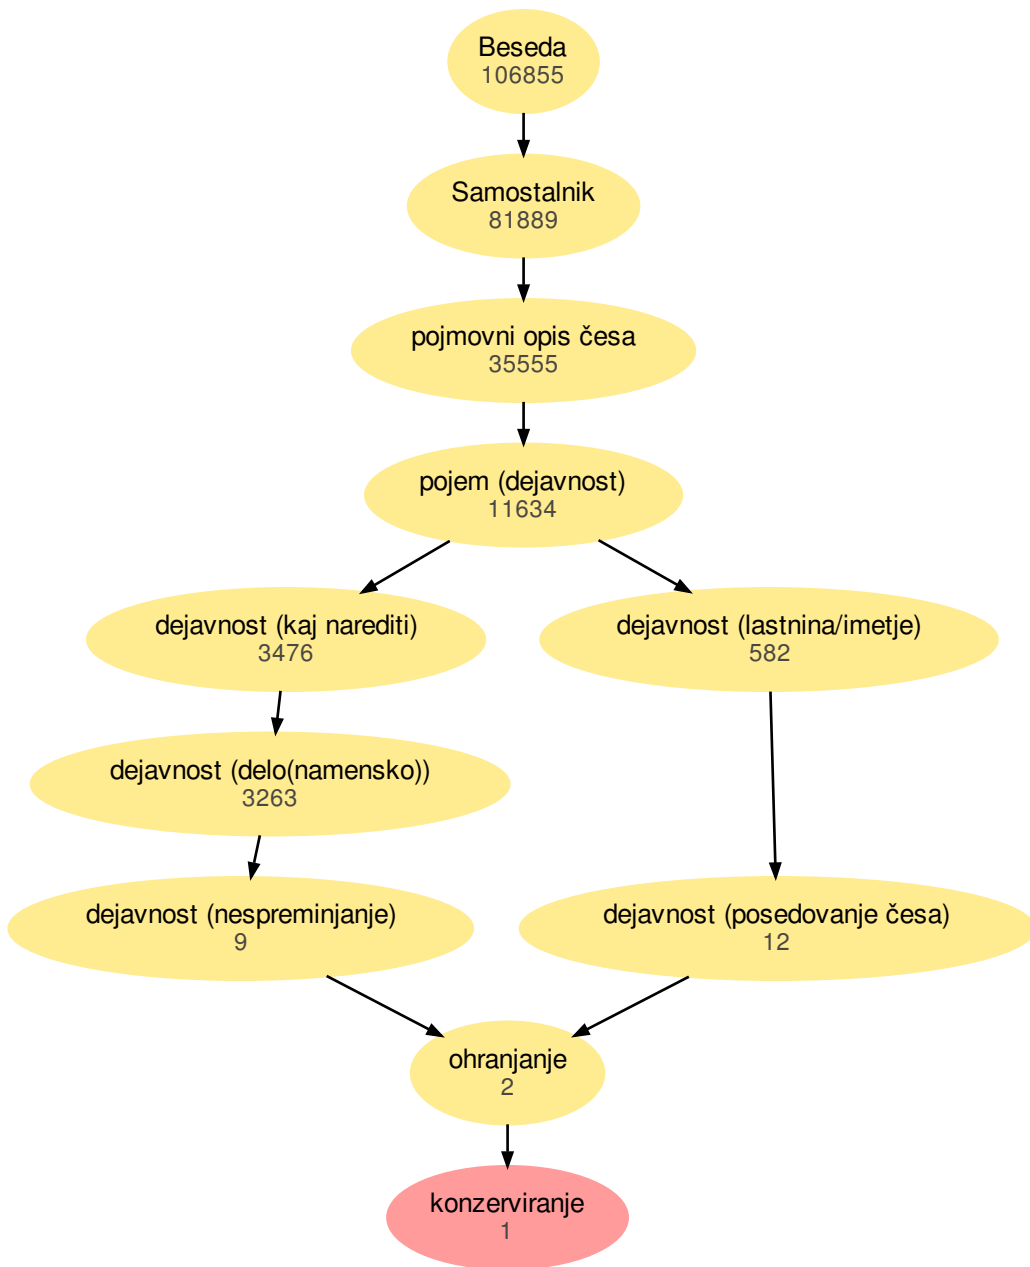 Beseda
106855
Samostalnik
81889
pojmovni opis česa
35555
pojem (dejavnost)
11634
dejavnost (kaj narediti)
3476
dejavnost (lastnina/imetje)
582
dejavnost (delo(namensko))
3263
dejavnost (nespreminjanje)
9
dejavnost (posedovanje česa)
12
ohranjanje
2
konzerviranje
1